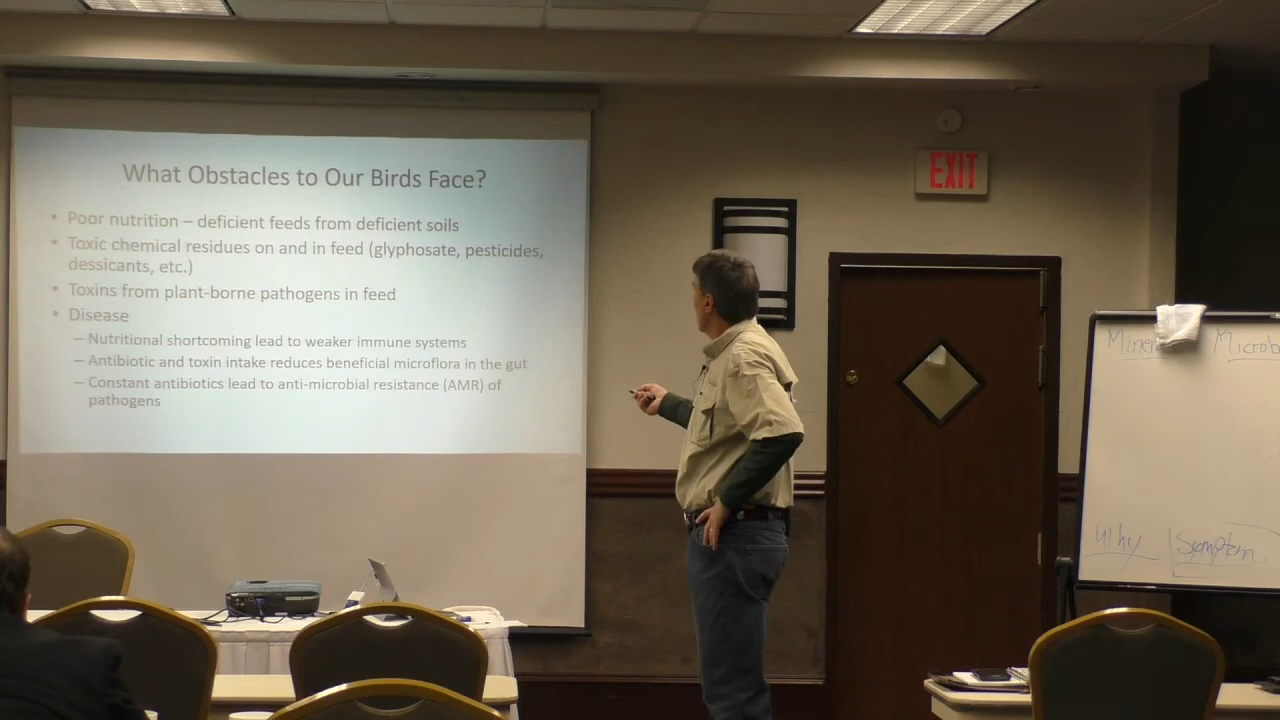 What Obstacles to Our Birds Face?
• Poor nutrition – deficient feeds from deficient soils
• Toxic chemical residues on and in feed (glyphosate, pesticides,
dessicants, etc.)
• Toxins from plant-borne pathogens in feed
• Disease
– Nutritional shortcoming lead to weaker immune systems
– Antibiotic and toxin intake reduces beneficial microflora in the gut
– Constant antibiotics lead to anti-microbial resistance (AMR) of
pathogens
EXIT
Mine Microb
Why Symptom